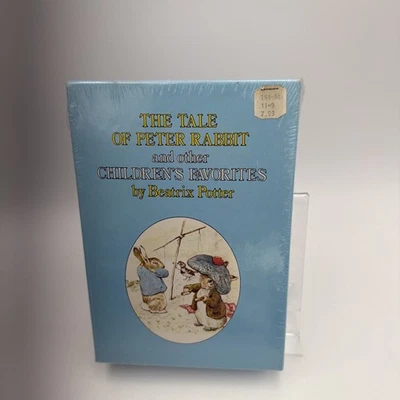 THE TALE
OF PETER RABBIT
and other
CHILDREN'S FAVORITES
by Beatrix Potter